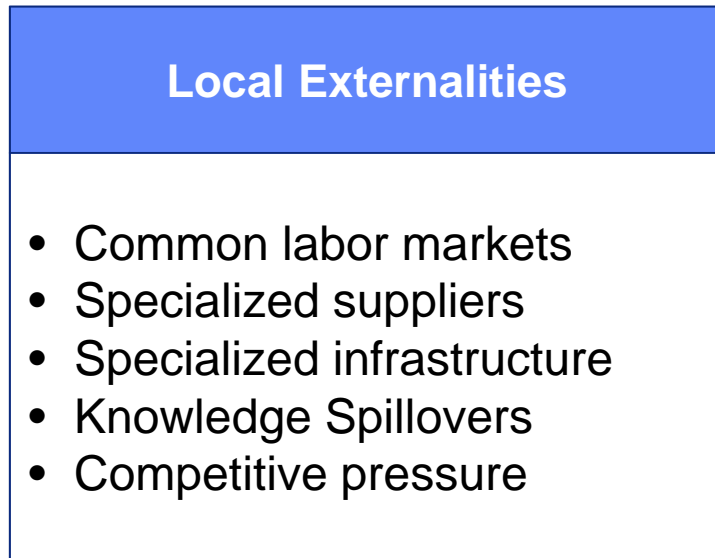 Local Externalities
• Common labor markets
• Specialized suppliers
• Specialized infrastructure
• Knowledge Spillovers
• Competitive pressure